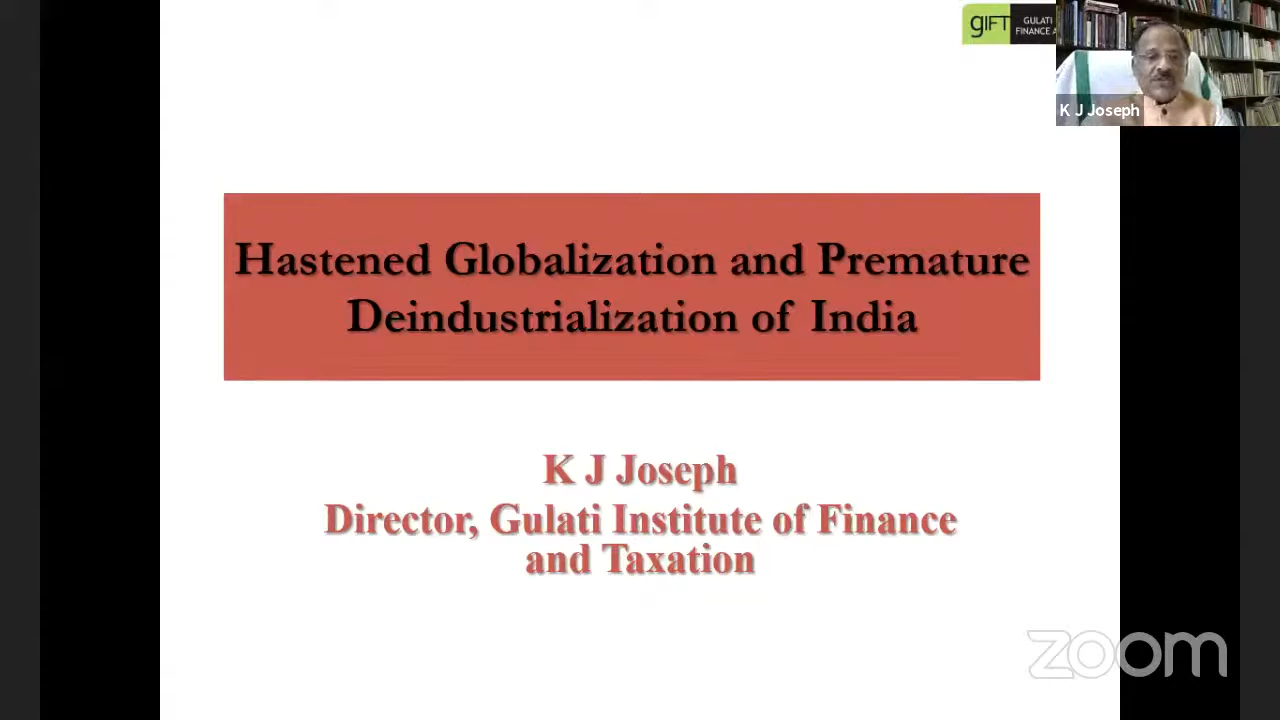 gift
GULATI
FINANCE A
K J Joseph
Hastened Globalization and Premature
Deindustrialization of India
K J Joseph
Director, Gulati Institute of Finance
and Taxation
zoom